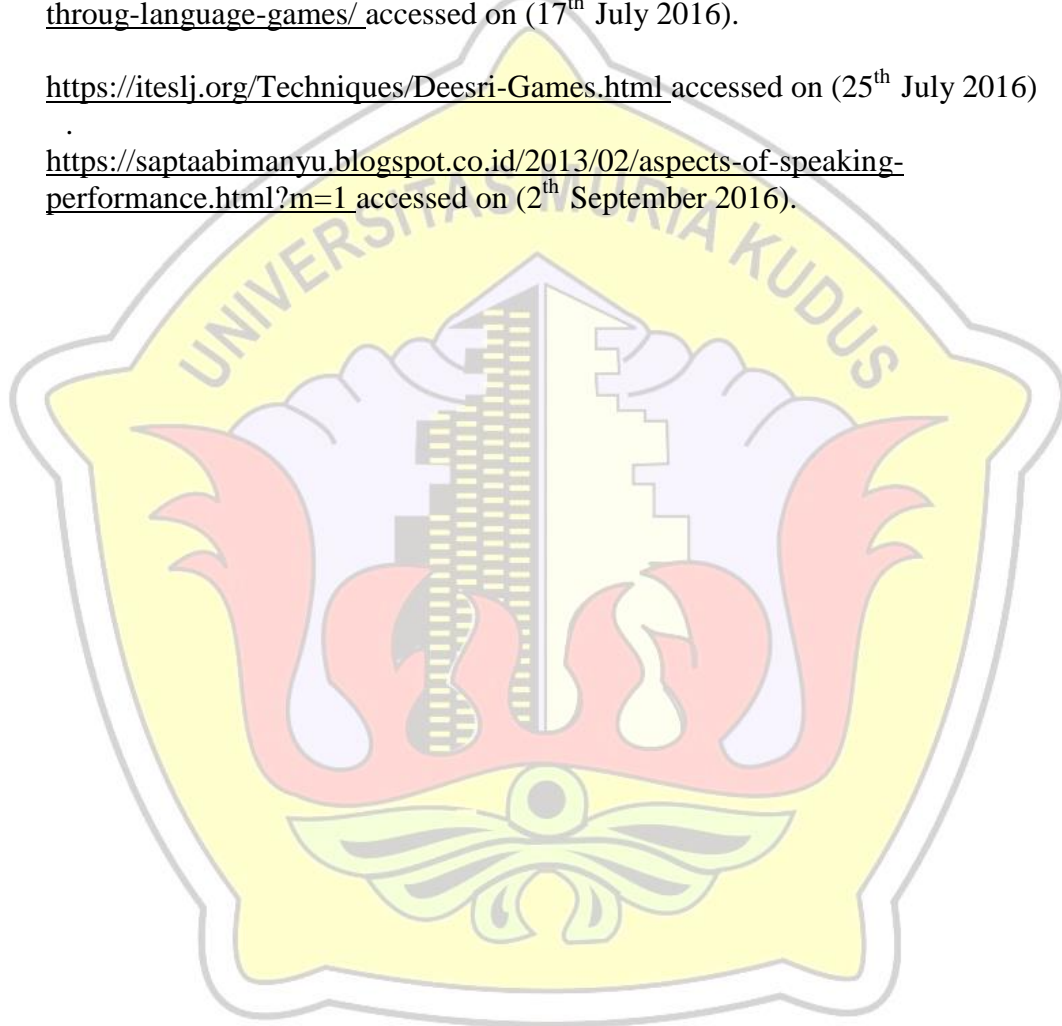 throug-language-games/ accessed on (17th July 2016).
https://iteslj.org/Techniques/Deesri-Games.html accessed on (25th July 2016)
.
https://saptaabimanyu.blogspot.co.id/2013/02/aspects-of-speaking-
performance.html?m=1 accessed on (2th September 2016).
UNIVERSITAS MURIA KUDUS